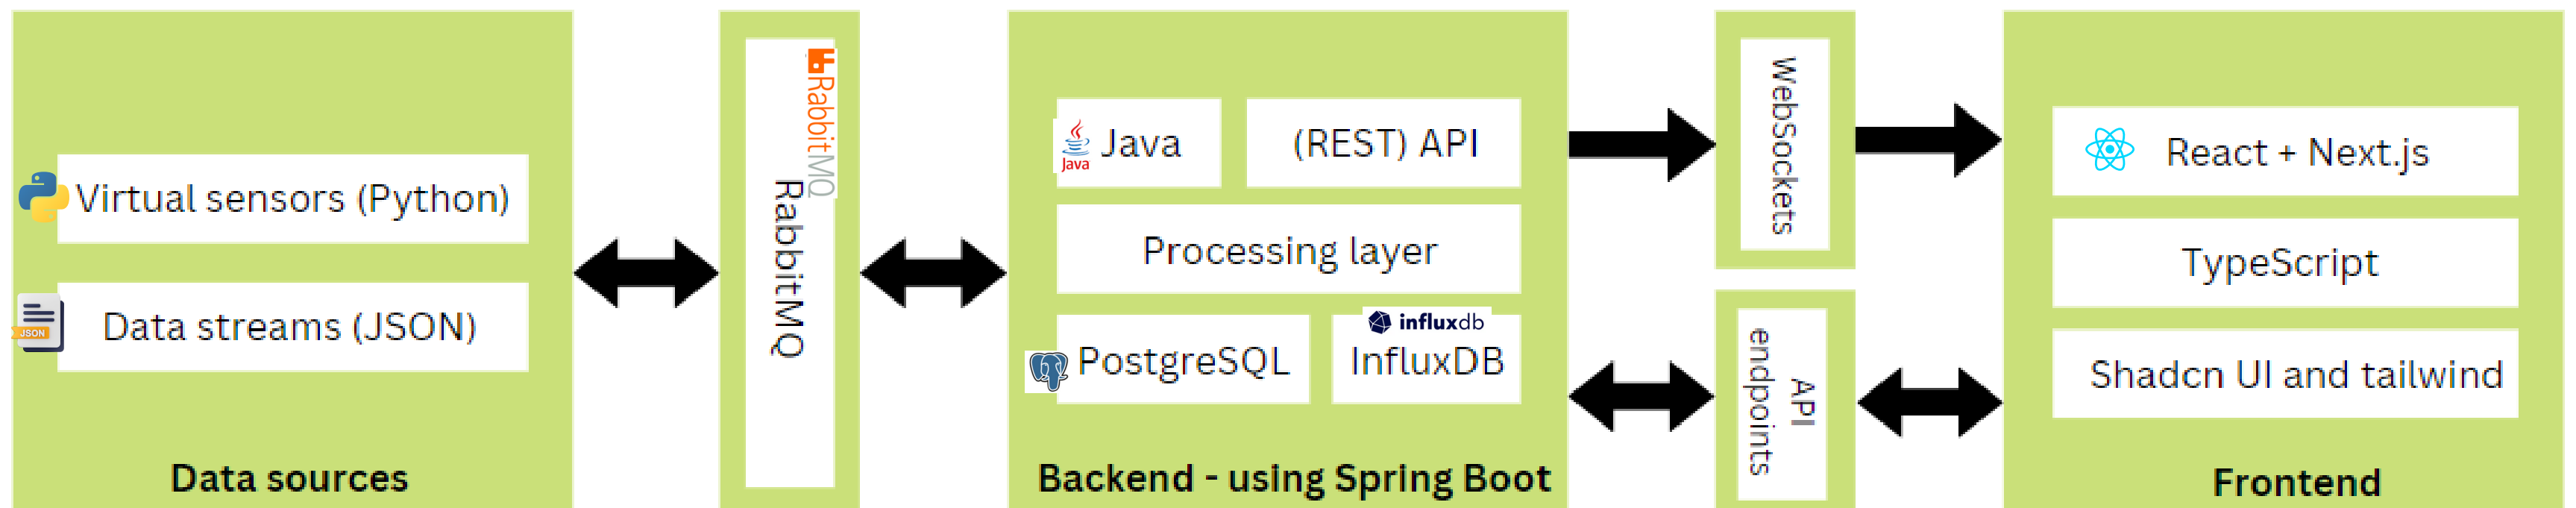 Virtual sensors (Python)
JSON
Data streams (JSON)
Data sources
RabbitMQ
RabbitMQ
Java
Java
(REST) API
Processing layer
PostgreSQL
influxdb
InfluxDB
Backend - using Spring Boot
WebSockets
API
endpoints
React + Next.js
TypeScript
Shadcn UI and tailwind
Frontend